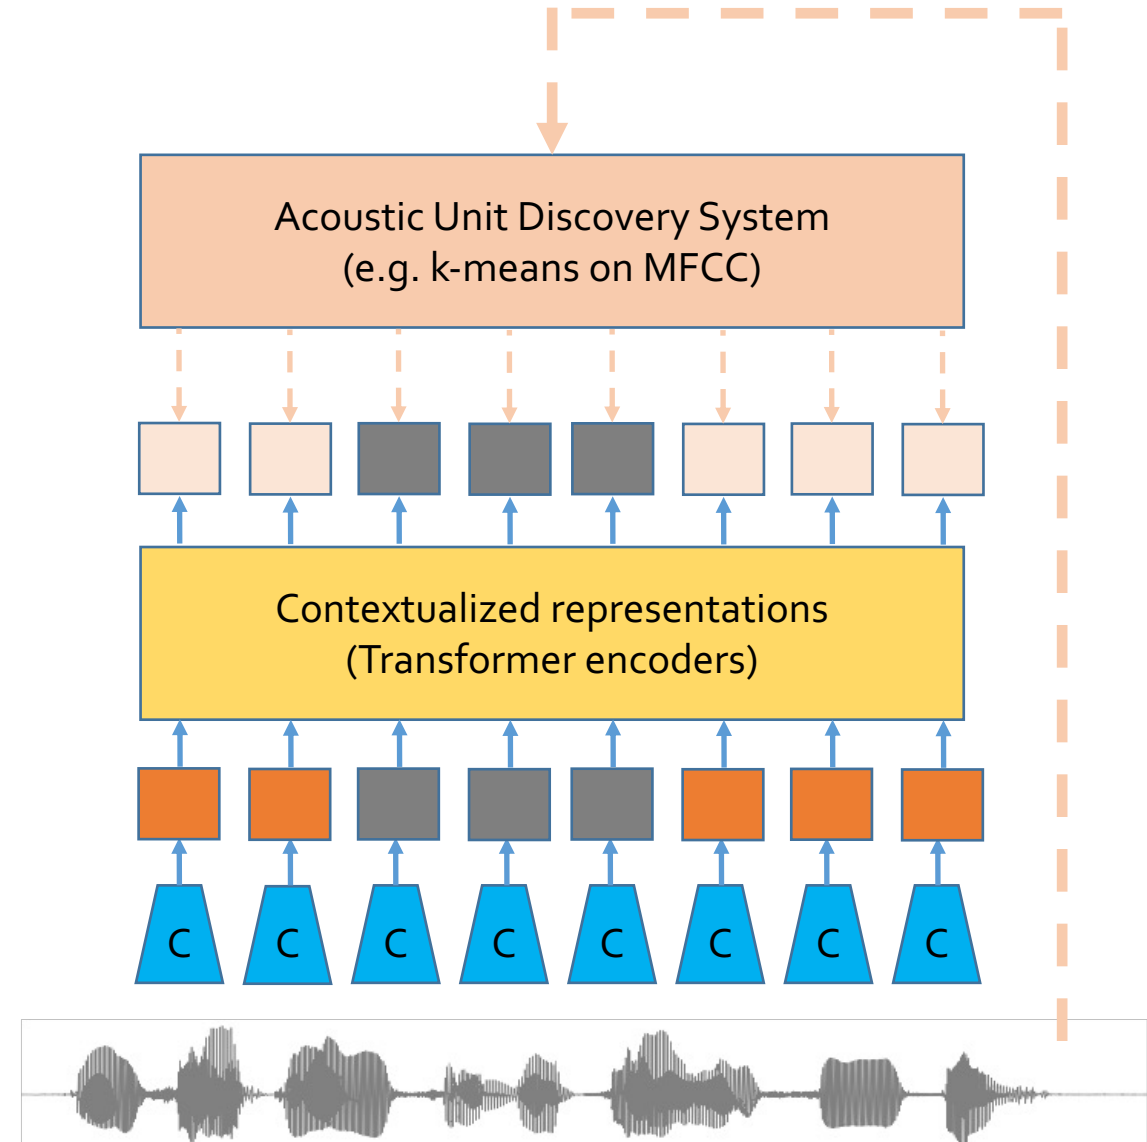 Acoustic Unit Discovery System
(e.g. k-means on MFCC)
Contextualized representations
(Transformer encoders)
C C C C C C C C